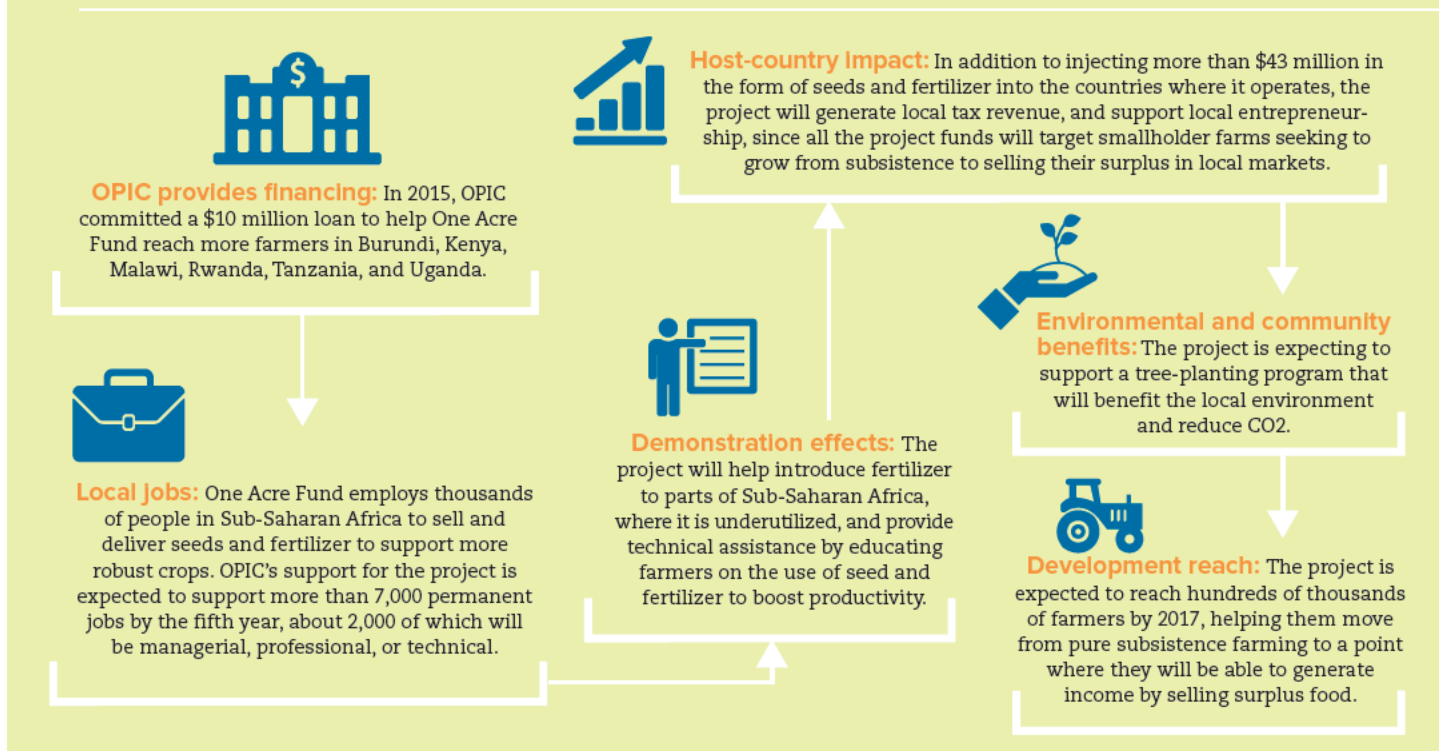 $
OPIC provides financing: In 2015, OPIC
committed a $10 million loan to help One Acre
Fund reach more farmers in Burundi, Kenya,
Malawi, Rwanda, Tanzania, and Uganda.
Local jobs: One Acre Fund employs thousands
of people in Sub-Saharan Africa to sell and
deliver seeds and fertilizer to support more
robust crops. OPIC’s support for the project is
expected to support more than 7,000 permanent
jobs by the fifth year, about 2,000 of which will
be managerial, professional, or technical.
Demonstration effects: The
project will help introduce fertilizer
to parts of Sub-Saharan Africa,
where it is underutilized, and provide
technical assistance by educating
farmers on the use of seed and
fertilizer to boost productivity.
Host-country impact: In addition to injecting more than $43 million in
the form of seeds and fertilizer into the countries where it operates, the
project will generate local tax revenue, and support local entrepreneur-
ship, since all the project funds will target smallholder farms seeking to
grow from subsistence to selling their surplus in local markets.
Environmental and community
benefits: The project is expecting to
support a tree-planting program that
will benefit the local environment
and reduce CO2.
Development reach: The project is
expected to reach hundreds of thousands
of farmers by 2017, helping them move
from pure subsistence farming to a point
where they will be able to generate
income by selling surplus food.